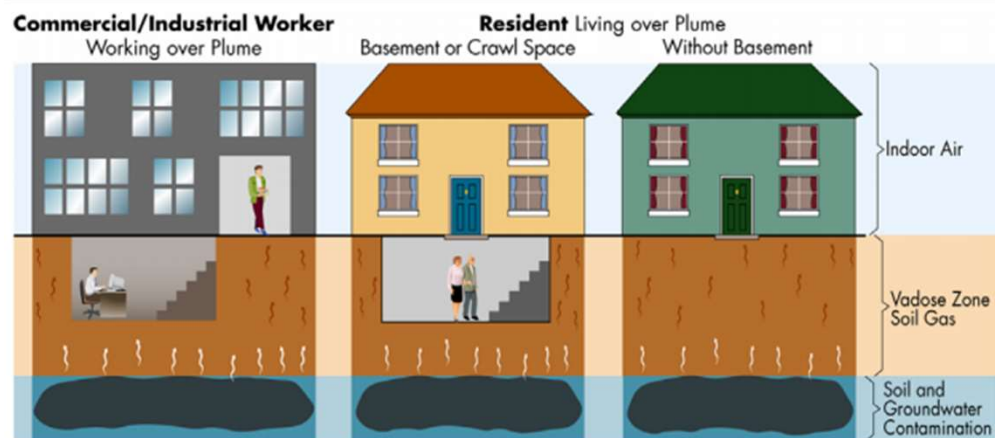 Commercial/Industrial Worker
Working over Plume
Resident Living over Plume
Basement or Crawl Space
Without Basement
Indoor Air
Vadose Zone
Soil Gas
Soil and
Groundwater
Contamination